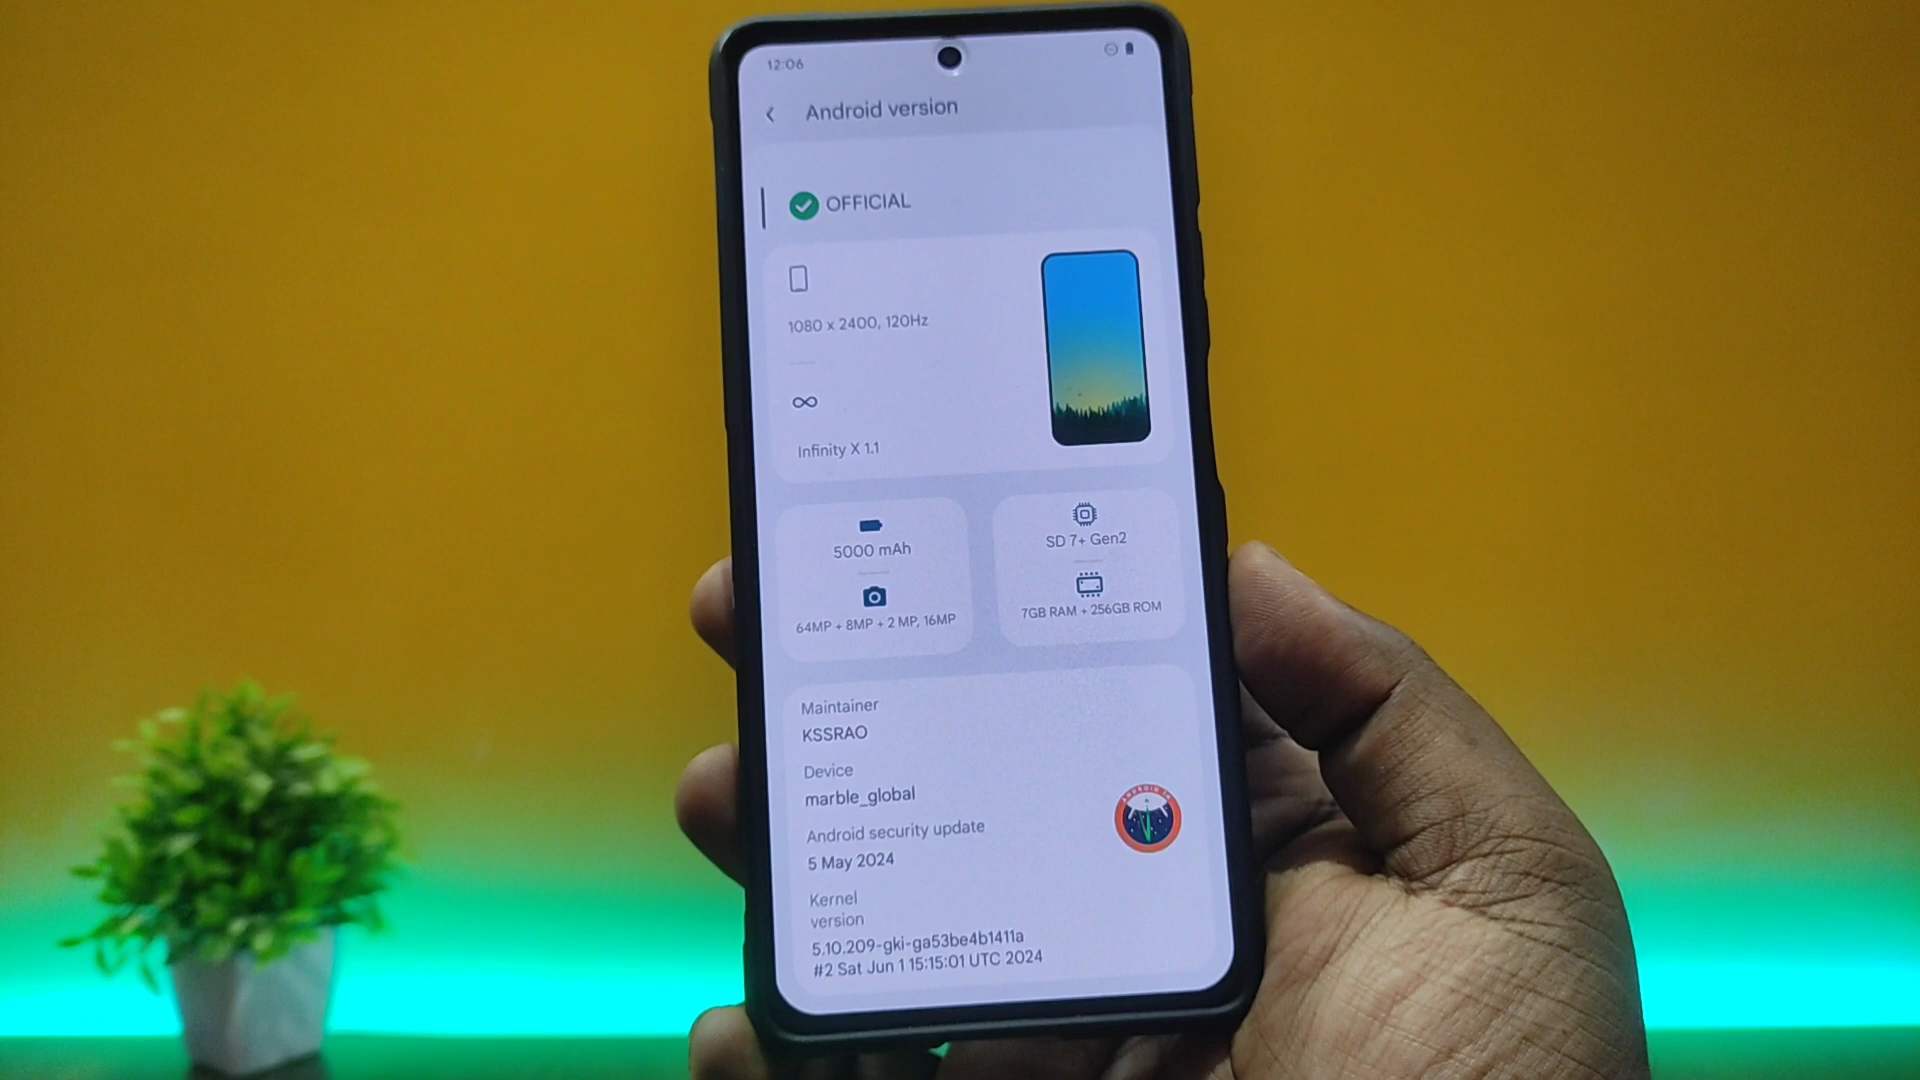 12:06
Android version
OFFICIAL
1080 x 2400, 120Hz
Infinity X 1.1
5000 mAh
SD 7+ Gen2
64MP + 8MP + 2 MP, 16MP
7GB RAM + 256GB ROM
Maintainer
KSSRAO
Device
marble_global
Android security update
5 May 2024
ANDROID 14
Kernel
version
5.10.209-gki-ga53be4b1411a
#2 Sat Jun 1 15:15:01 UTC 2024